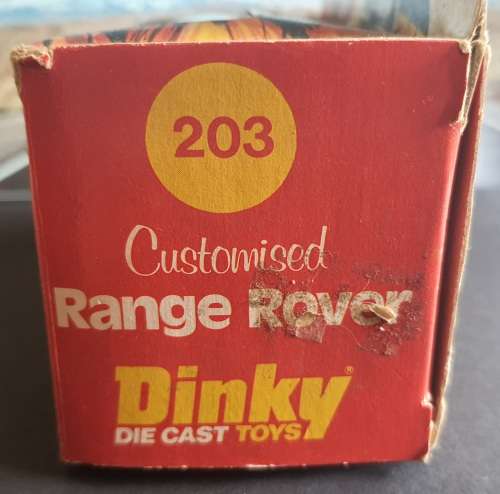 203
Customised
Range Rover
Dinky®
DIE CAST TOYS